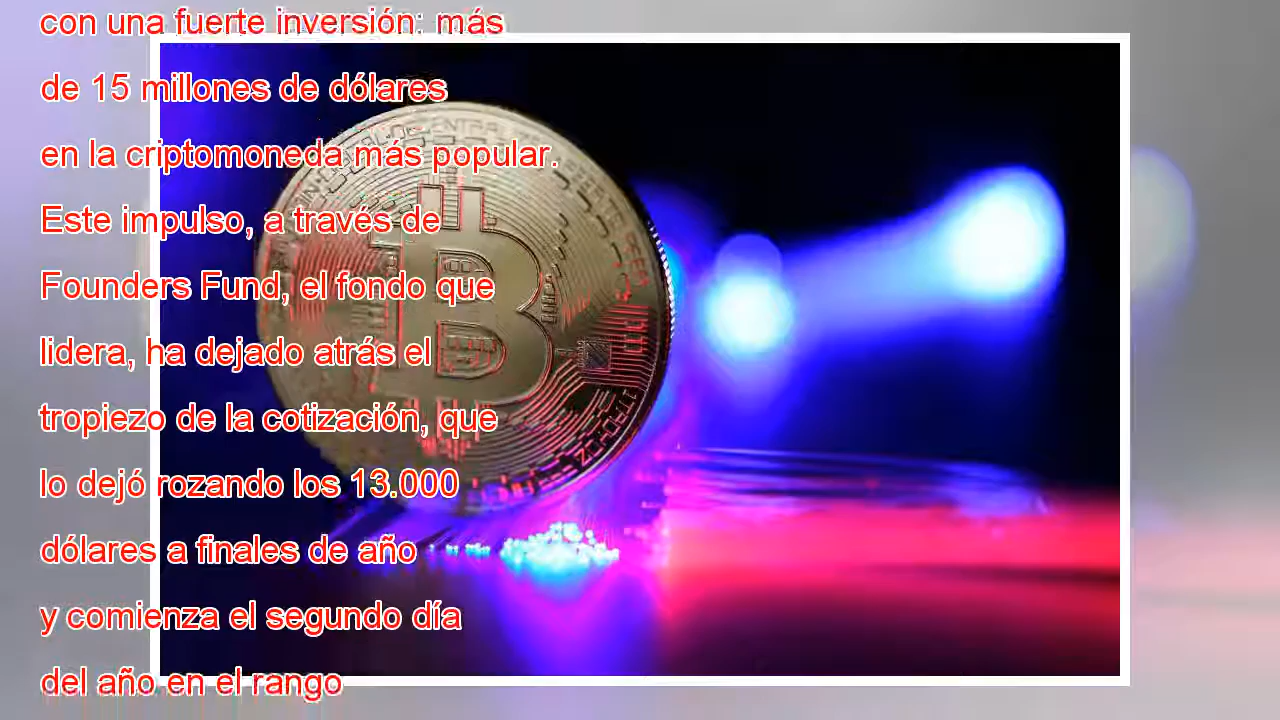 con una fuerte inversión: más
de 15 millones de dólares
en la criptomoneda más popular.
Este impulso, a través de
Founders Fund, el fondo que
lidera, ha dejado atrás el
tropiezo de la cotización, que
lo dejó rozando los 13.000
dólares a finales de año
y comienza el segundo día
del año en el rango